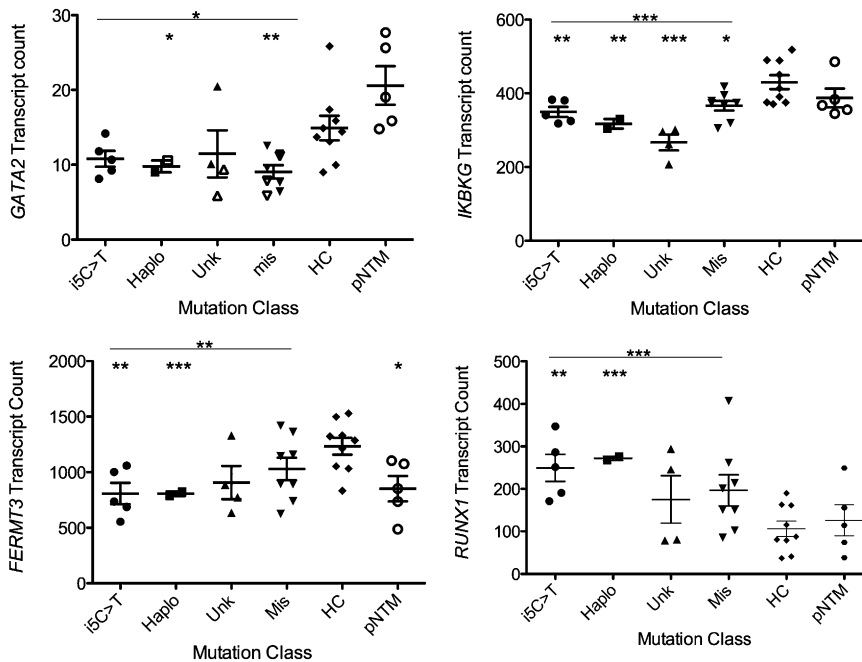 GATA2 Transcript count
30
20
10
0
*
*
**
i5C>T
Haplo
Unk
mis
HC
pNTM
Mutation Class
IKBKG Transcript count
600
400
200
0
***
** ** *** *
i5C>T
Haplo
Unk
Mis
HC
pNTM
Mutation Class
FERMT3 Transcript Count
2000
1500
1000
500
0
**
** *** *
i5C>T
Haplo
Unk
Mis
HC
pNTM
Mutation Class
RUNX1 Transcript Count
500
400
300
200
100
0
***
** ***
i5C>T
Haplo
Unk
Mis
HC
pNTM
Mutation Class